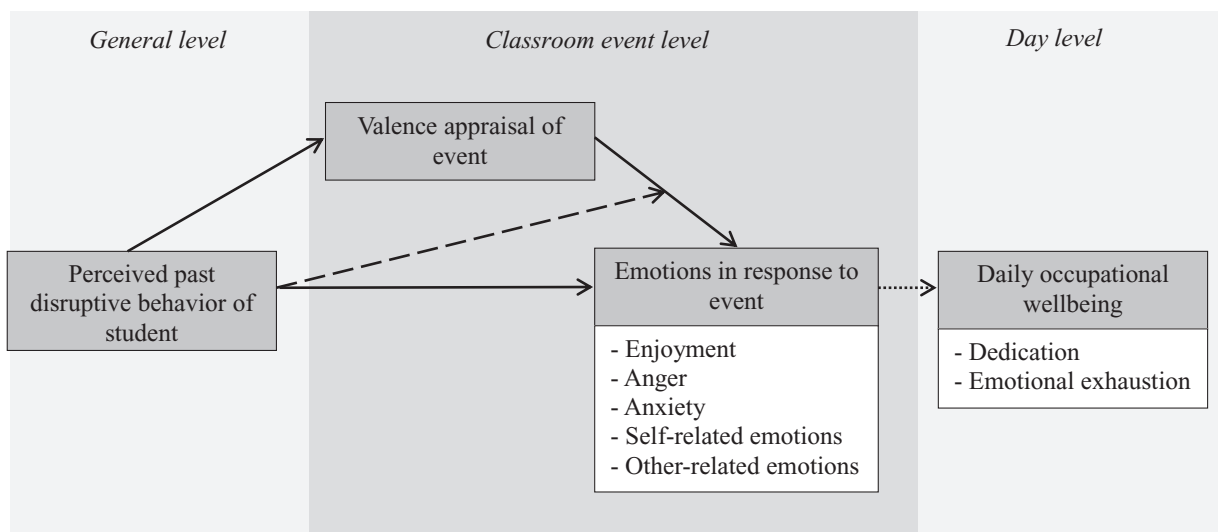 General level
Classroom event level
Day level
Valence appraisal of
event
Perceived past
disruptive behavior of
student
Emotions in response to
event
- Enjoyment
- Anger
- Anxiety
- Self-related emotions
- Other-related emotions
Daily occupational
wellbeing
- Dedication
- Emotional exhaustion